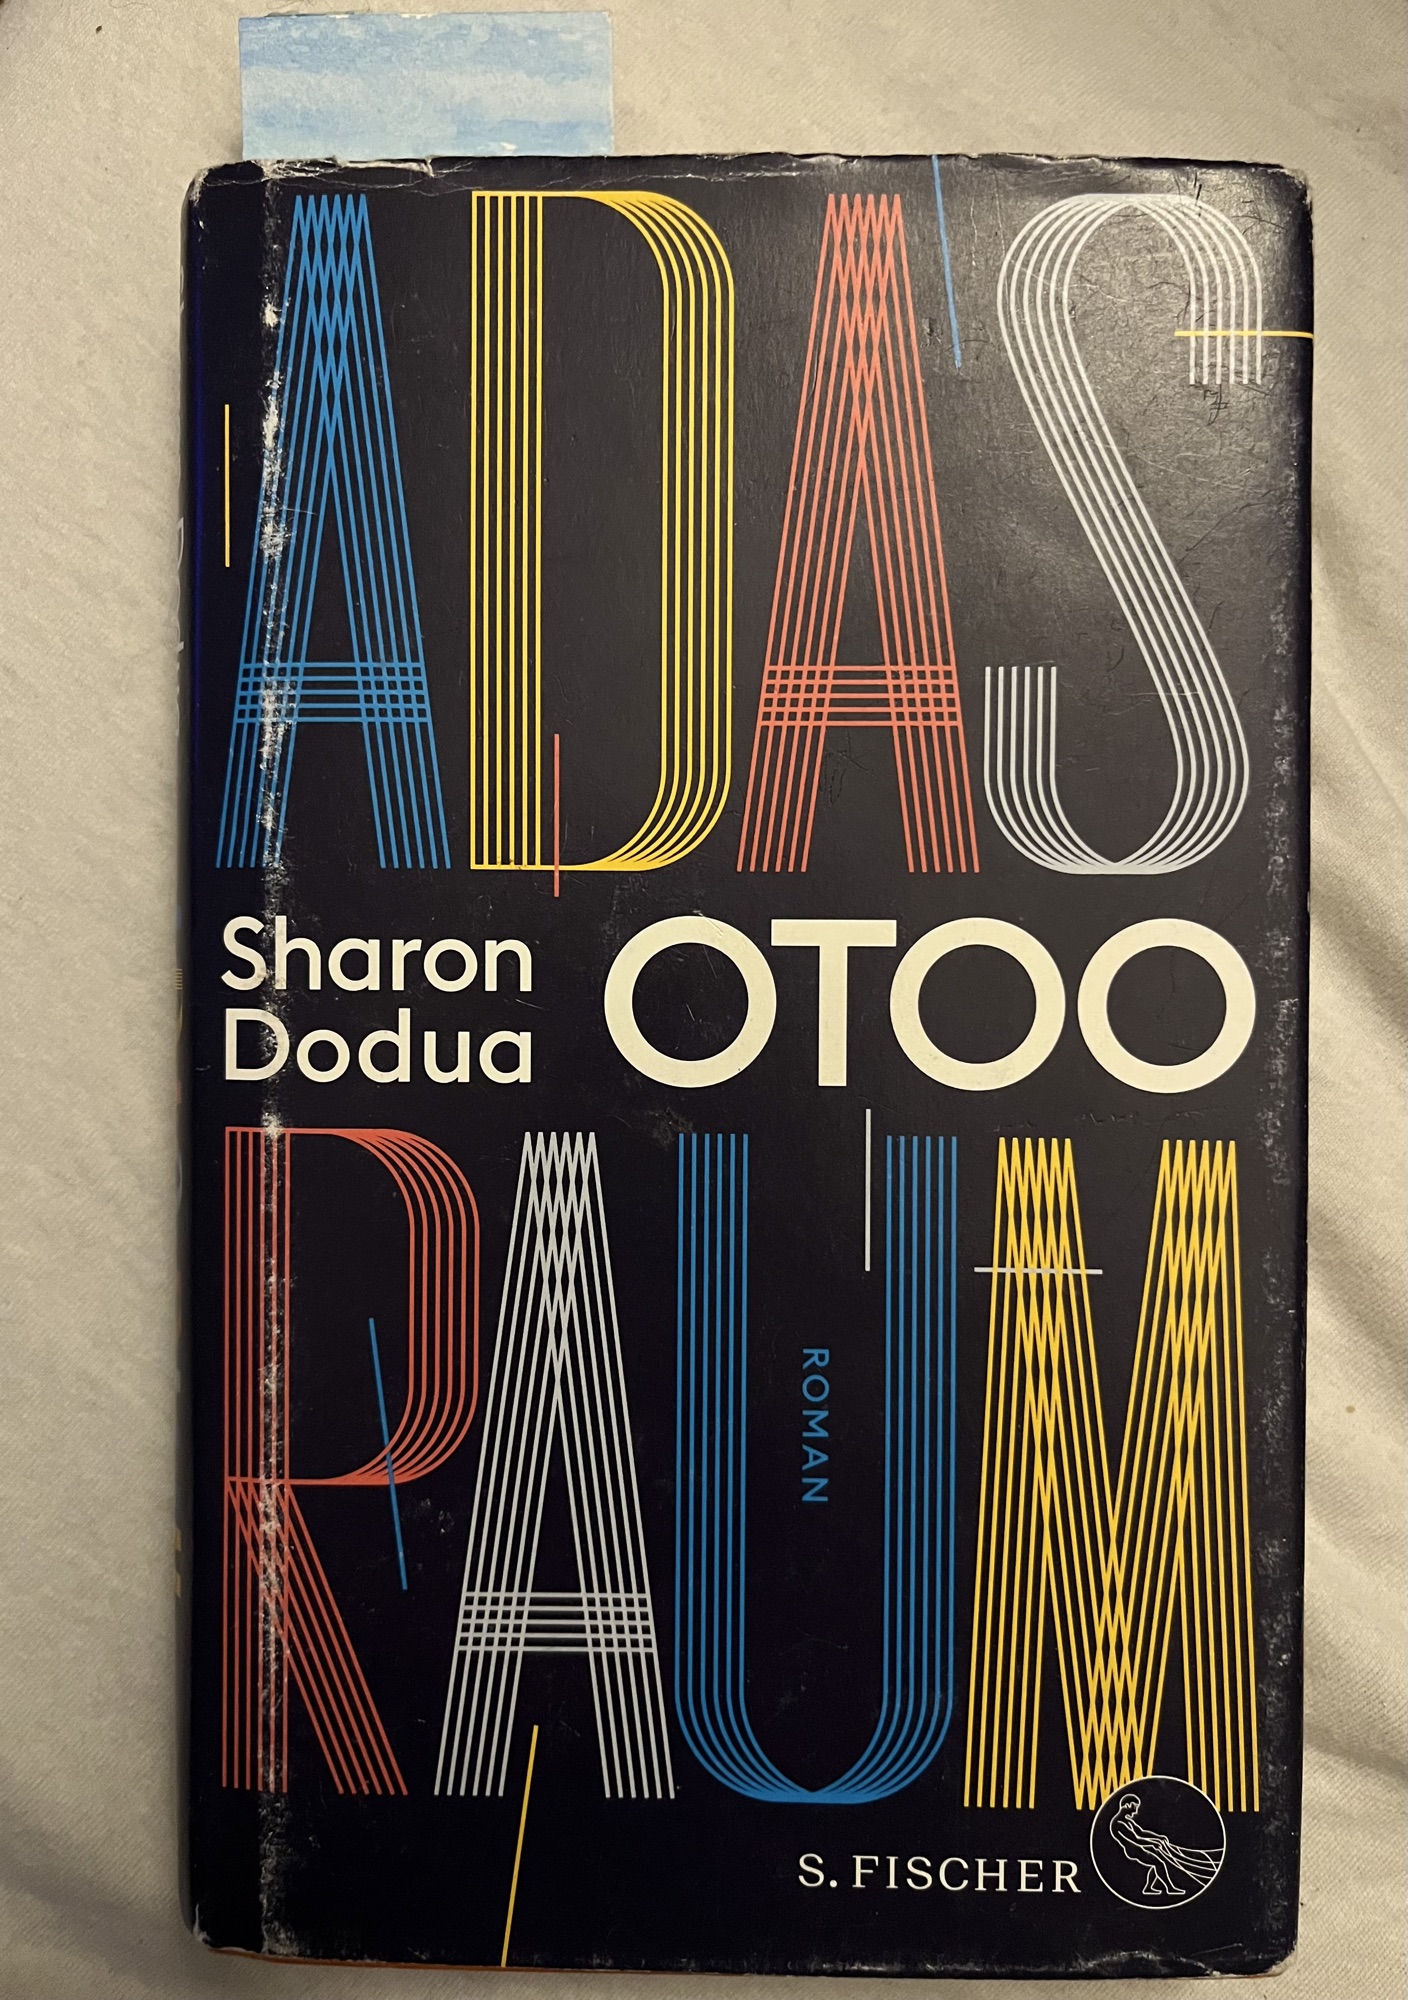 ADAS
Sharon
Dodua
OTOO
RAUM
ROMAN
S. FISCHER